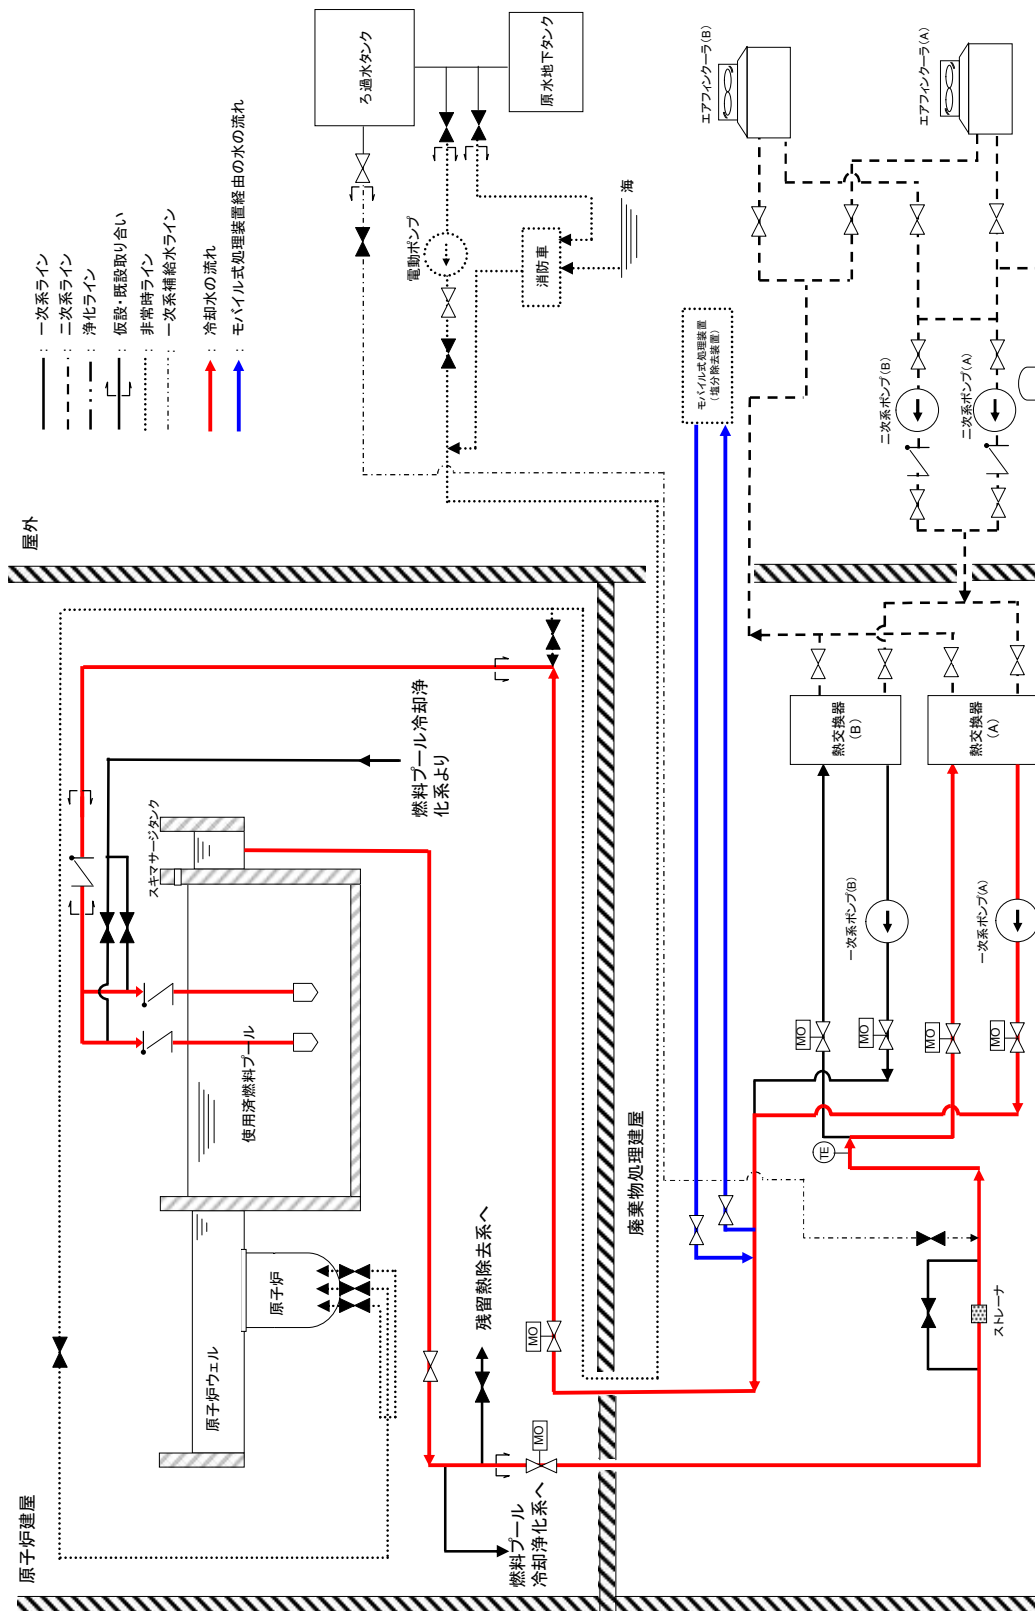 原子炉建屋
屋外
: 一次系ライン
: 二次系ライン
: 浄化ライン
: 仮設・既設取り合い
: 非常時ライン
: 一次系補給水ライン
: 冷却水の流れ
: モバイル式処理装置経由の水の流れ
ろ過水タンク
原水地下タンク
電動ポンプ
消防車
海
エアフィンクーラ(B)
エアフィンクーラ(A)
モバイル式処理装置
(塩分除去装置)
二次系ポンプ(B)
二次系ポンプ(A)
燃料プール冷却浄
化系より
スキマサージタンク
使用済燃料プール
原子炉ウェル
原子炉
残留熱除去系へ
燃料プール
冷却浄化系へ
MO
MO
廃棄物処理建屋
熱交換器
(B)
熱交換器
(A)
一次系ポンプ(B)
一次系ポンプ(A)
MO
MO
MO
MO
TE
ストレーナ